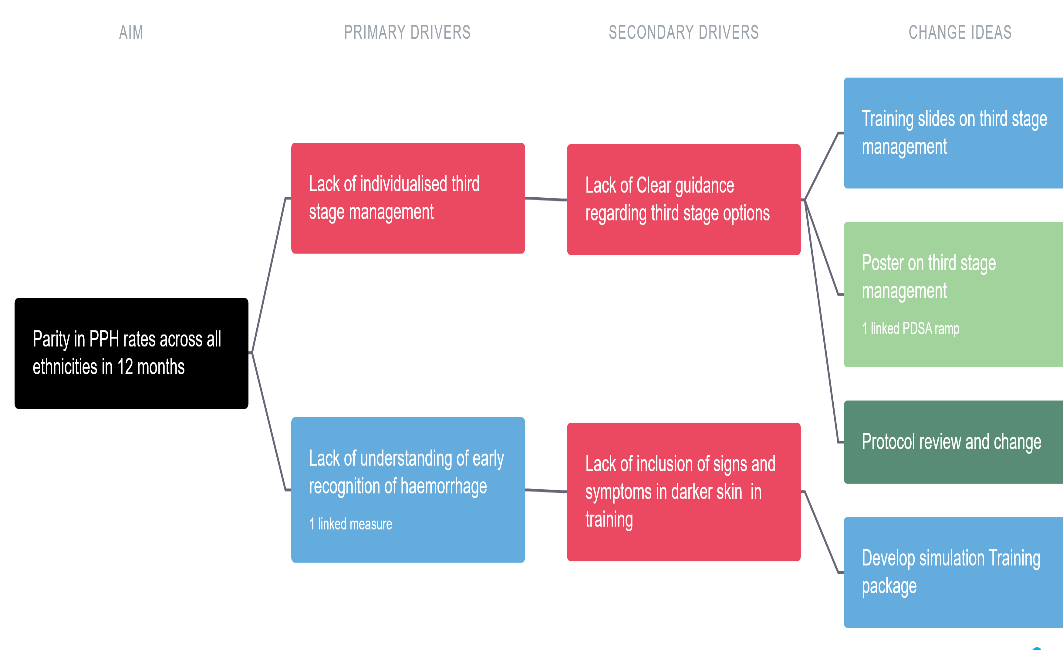 AIM
PRIMARY DRIVERS
SECONDARY DRIVERS
CHANGE IDEAS
Parity in PPH rates across all
ethnicities in 12 months
Lack of individualised third
stage management
Lack of understanding of early
recognition of haemorrhage
1 linked measure
Lack of Clear guidance
regarding third stage options
Lack of inclusion of signs and
symptoms in darker skin  in
training
Training slides on third stage
management
Poster on third stage
management
1 linked PDSA ramp
Protocol review and change
Develop simulation Training
package